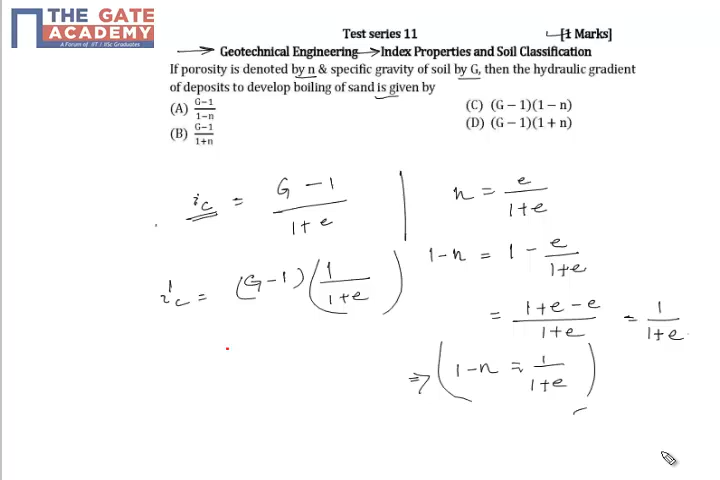 THE GATE
ACADEMY
A Forum of IIT / IISc Graduates
Test series 11
[1 Marks]
Geotechnical Engineering Index Properties and Soil Classification
If porosity is denoted by n & specific gravity of soil by G, then the hydraulic gradient
of deposits to develop boiling of sand is given by
(A) G−1/1−n (C) (G − 1)(1 − n)
(B) G−1/1+n (D) (G − 1)(1 + n)
ic = G − 1/1 + e n = e/1+e
ic = (G−1)(1/1+e) 1−n = 1 − e/1+e
= 1+e−e/1+e = 1/1+e
⇒ (1−n = 1/1+e)